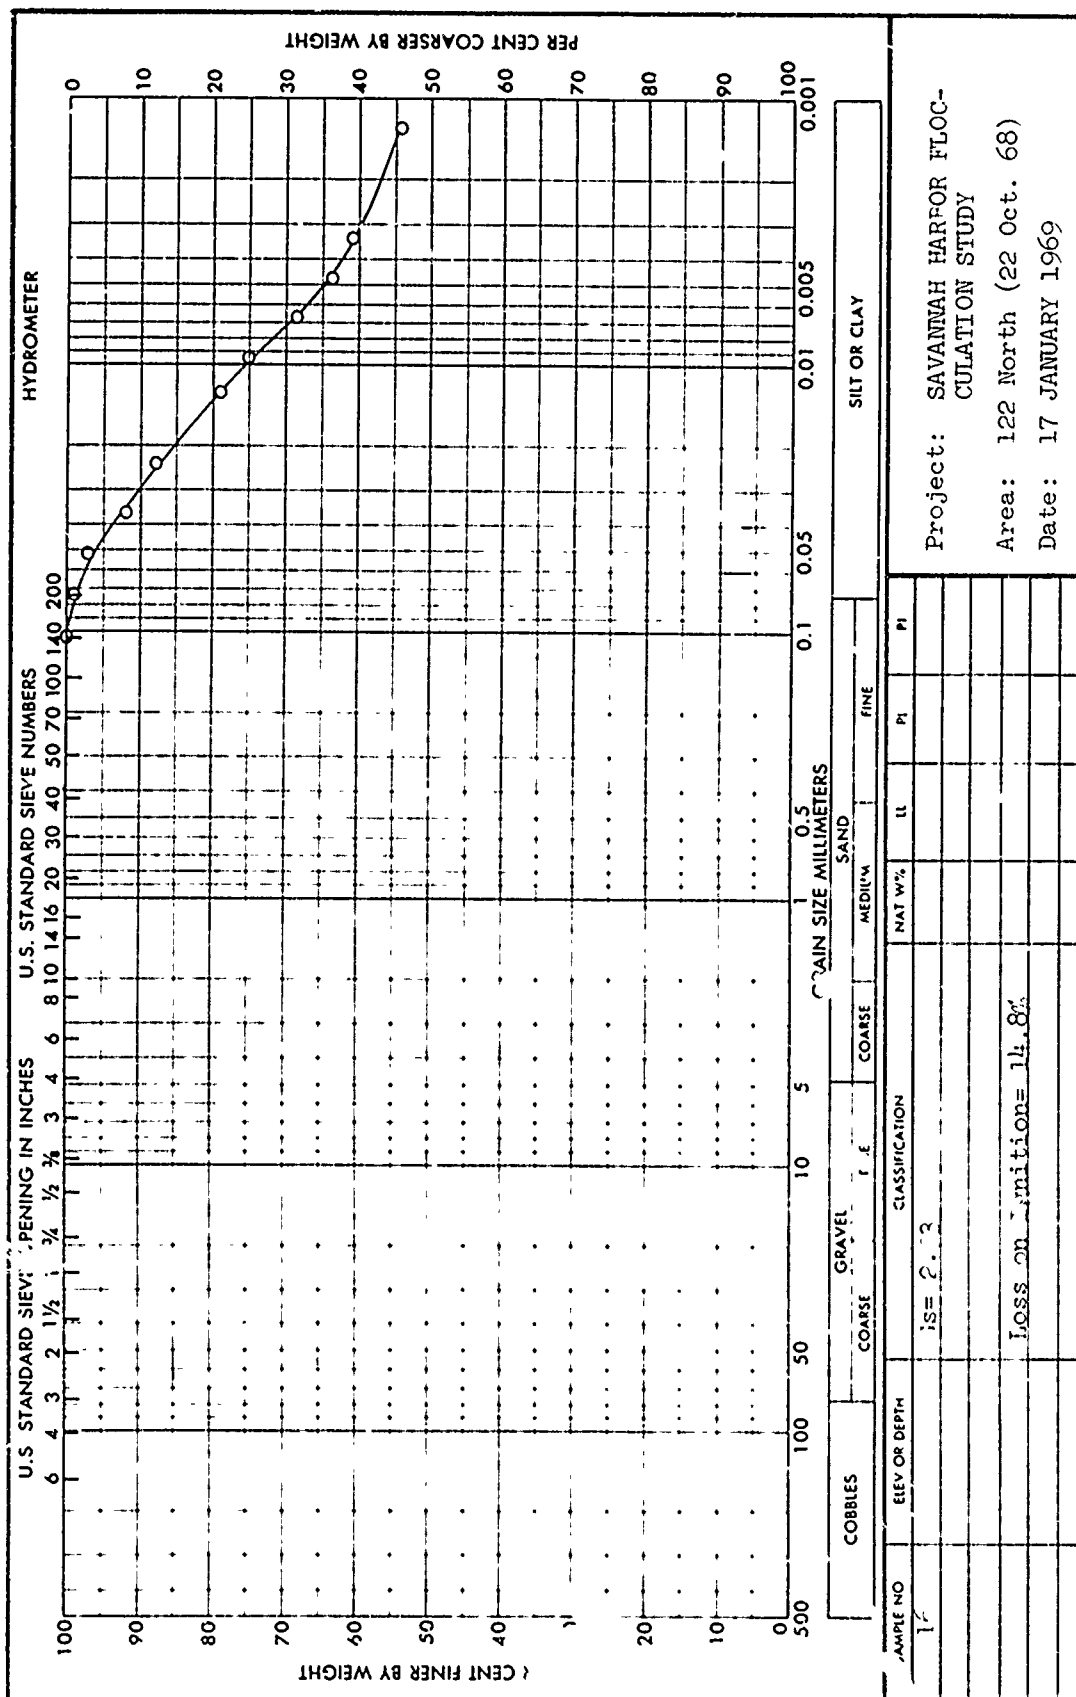 U.S. STANDARD SIEVE NUMBERS
HYDROMETER
6 4 3 2 1½ 1 ¾ ½ ⅜ 3 4 6 8 10 14 16 20 30 40 50 70 100 140 200
100 90 80 70 60 50 40 20 10 0
CENT FINER BY WEIGHT
0 10 20 30 40 50 60 70 80 90 100
PER CENT COARSER BY WEIGHT
500 100 50 10 5 1 0.5 0.1 0.05 0.01 0.005 0.001
SIZE MILLIMETERS
COBBLES
GRAVEL
COARSE
SAND
COARSE
MEDIUM
FINE
SILT OR CLAY
ELEV OR DEPTH
CLASSIFICATION
NAT W%
LL
PI
PI
Loss on
Project: SAVANNAH HARBOR FLOC-
CULATION STUDY
Area: 122 North (22 Oct. 68)
Date: 17 JANUARY 1969